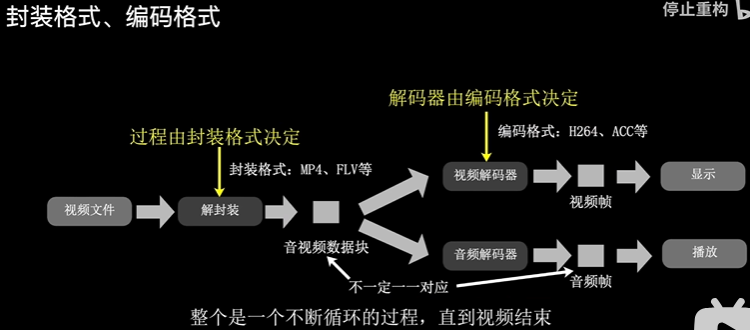 封装格式、编码格式
停止重构
解码器由编码格式决定
过程由封装格式决定
编码格式：H264、ACC等
封装格式：MP4、FLV等
视频解码器
显示
视频帧
视频文件
解封装
音视频数据块
音频解码器
播放
音频帧
不一定一一对应
整个是一个不断循环的过程，直到视频结束